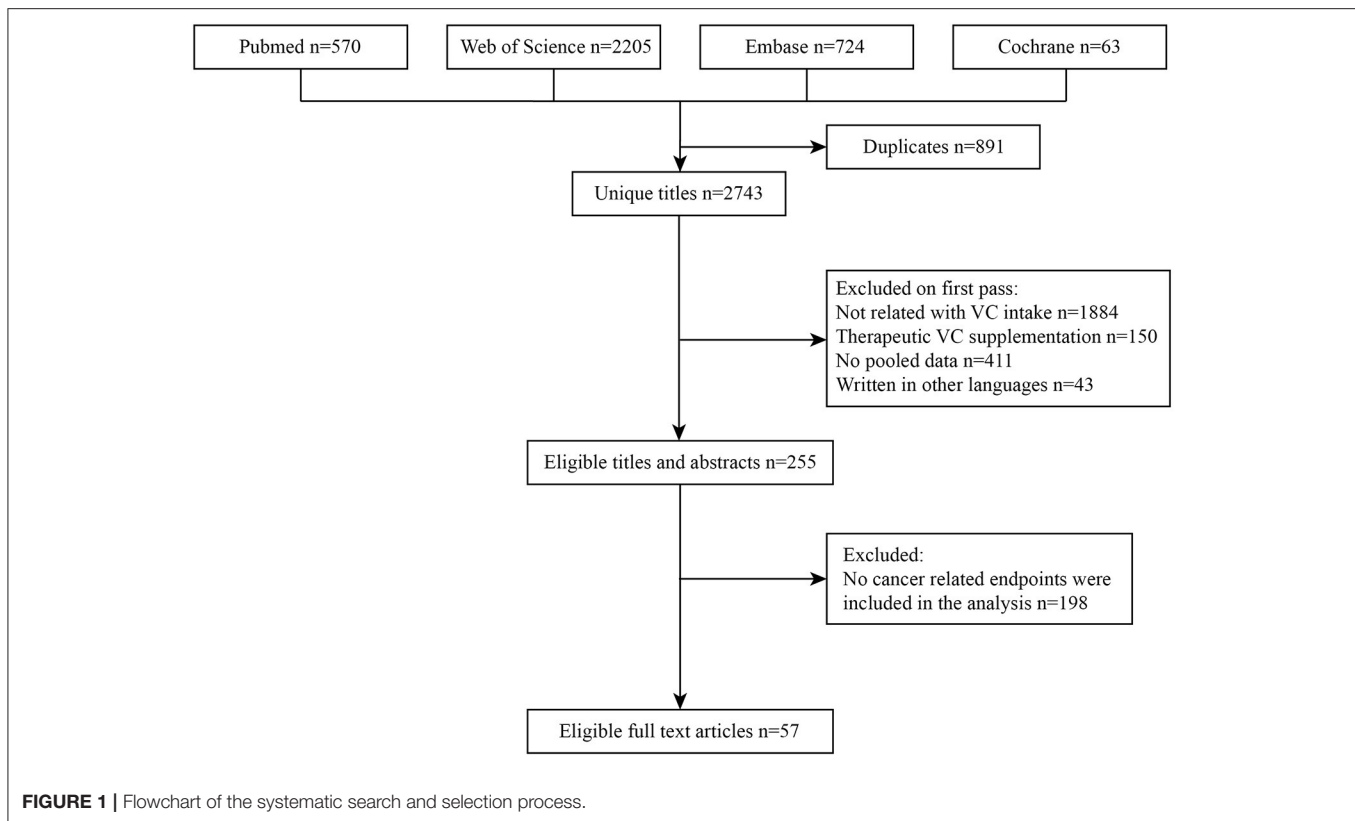 Pubmed n=570
Web of Science n=2205
Embase n=724
Cochrane n=63
Duplicates n=891
Unique titles n=2743
Excluded on first pass:
Not related with VC intake n=1884
Therapeutic VC supplementation n=150
No pooled data n=411
Written in other languages n=43
Eligible titles and abstracts n=255
Excluded:
No cancer related endpoints were
included in the analysis n=198
Eligible full text articles n=57
FIGURE 1 | Flowchart of the systematic search and selection process.